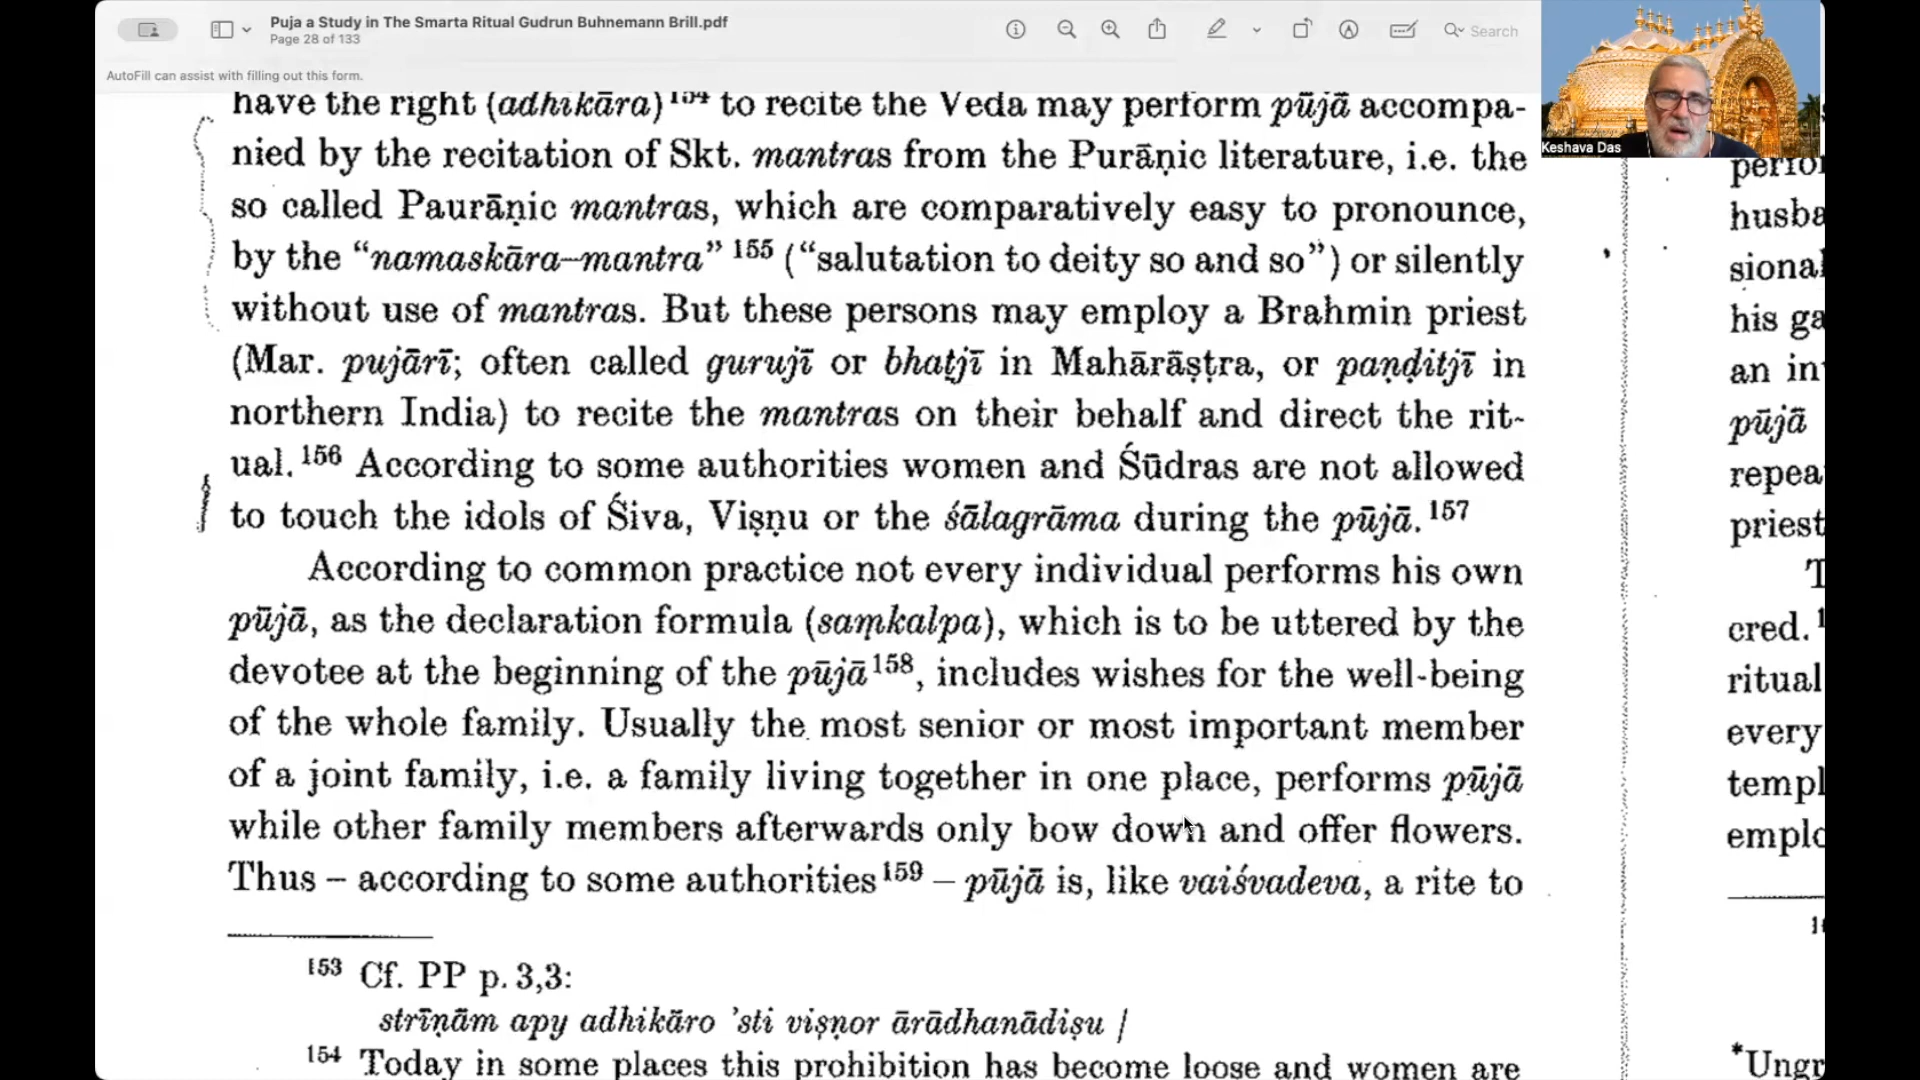 Puja a Study in The Smarta Ritual Gudrun Buhnemann Brill.pdf
Page 28 of 133
Search
AutoFill can assist with filling out this form.
Keshava Das
have the right (adhikāra)¹⁵⁴ to recite the Veda may perform pūjā accompa-
nied by the recitation of Skt. mantras from the Purāṇic literature, i.e. the
so called Paurāṇic mantras, which are comparatively easy to pronounce,
by the “namaskāra–mantra” ¹⁵⁵ (“salutation to deity so and so”) or silently
without use of mantras. But these persons may employ a Brahmin priest
(Mar. pujārī; often called gurujī or bhaṭjī in Mahārāṣṭra, or paṇḍitjī in
northern India) to recite the mantras on their behalf and direct the rit-
ual.¹⁵⁶ According to some authorities women and Śūdras are not allowed
to touch the idols of Śiva, Viṣṇu or the śālagrāma during the pūjā.¹⁵⁷
According to common practice not every individual performs his own
pūjā, as the declaration formula (saṃkalpa), which is to be uttered by the
devotee at the beginning of the pūjā¹⁵⁸, includes wishes for the well-being
of the whole family. Usually the most senior or most important member
of a joint family, i.e. a family living together in one place, performs pūjā
while other family members afterwards only bow down and offer flowers.
Thus – according to some authorities¹⁵⁹ – pūjā is, like vaiśvadeva, a rite to
¹⁵³ Cf. PP p. 3,3:
strīṇām apy adhikāro ’sti viṣṇor ārādhanādiṣu /
¹⁵⁴ Today in some places this prohibition has become loose and women are
perfor
husba
sional
his ga
an in
pūjā
repea
priest
T
cred.
ritual
every
templ
emplo
*Ungr